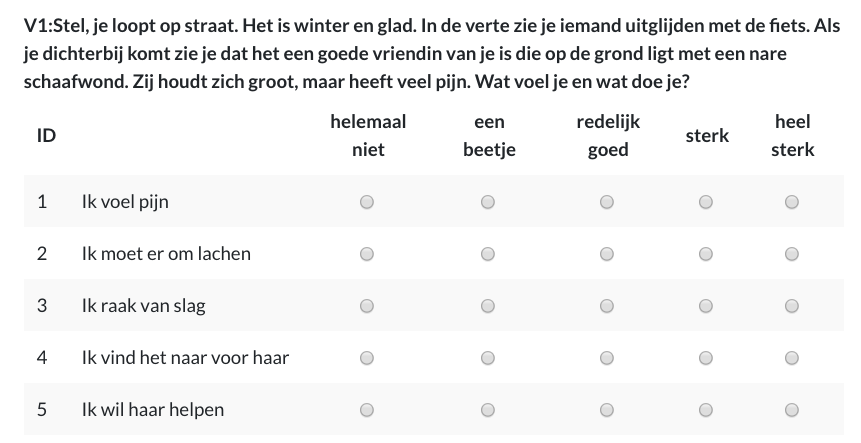 V1:Stel, je loopt op straat. Het is winter en glad. In de verte zie je iemand uitglijden met de fiets. Als
je dichterbij komt zie je dat het een goede vriendin van je is die op de grond ligt met een nare
schaafwond. Zij houdt zich groot, maar heeft veel pijn. Wat voel je en wat doe je?
ID helemaal niet een beetje redelijk goed sterk heel sterk
1 Ik voel pijn
2 Ik moet er om lachen
3 Ik raak van slag
4 Ik vind het naar voor haar
5 Ik wil haar helpen